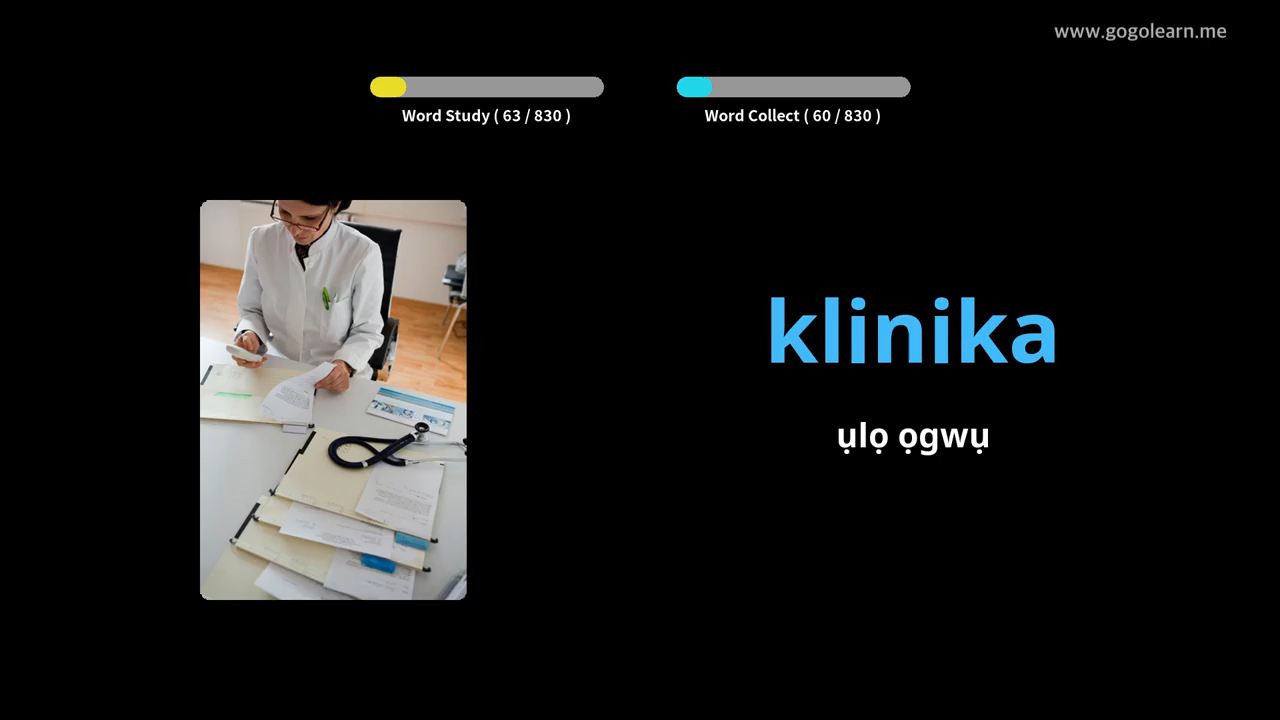 www.gogolearn.me
Word Study ( 63 / 830 )
Word Collect ( 60 / 830 )
klinika
ụlọ ọgwụ